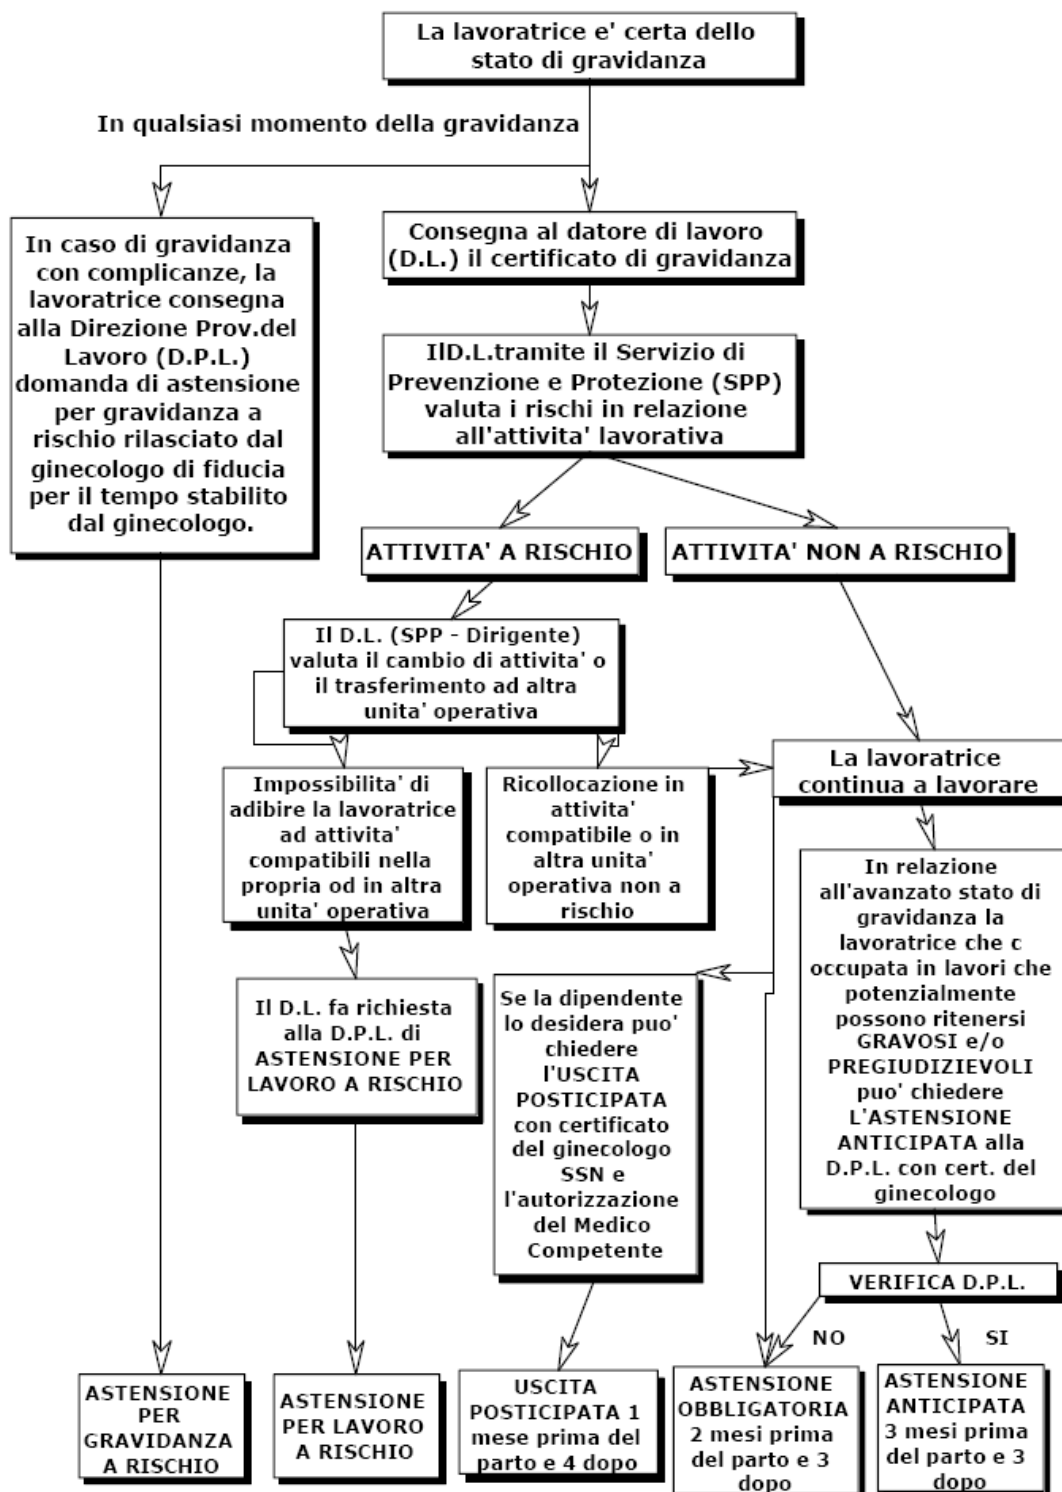 La lavoratrice e' certa dello
stato di gravidanza
In qualsiasi momento della gravidanza
In caso di gravidanza
con complicanze, la
lavoratrice consegna
alla Direzione Prov.del
Lavoro (D.P.L.)
domanda di astensione
per gravidanza a
rischio rilasciato dal
ginecologo di fiducia
per il tempo stabilito
dal ginecologo.
Consegna al datore di lavoro
(D.L.) il certificato di gravidanza
IlD.L.tramite il Servizio di
Prevenzione e Protezione (SPP)
valuta i rischi in relazione
all'attivita' lavorativa
ATTIVITA' A RISCHIO
ATTIVITA' NON A RISCHIO
Il D.L. (SPP - Dirigente)
valuta il cambio di attivita' o
il trasferimento ad altra
unita' operativa
Impossibilita' di
adibire la lavoratrice
ad attivita'
compatibili nella
propria od in altra
unita' operativa
Ricollocazione in
attivita'
compatibile o in
altra unita'
operativa non a
rischio
La lavoratrice
continua a lavorare
In relazione
all'avanzato stato di
gravidanza la
lavoratrice che c
occupata in lavori che
potenzialmente
possono ritenersi
GRAVOSI e/o
PREGIUDIZIEVOLI
puo' chiedere
L'ASTENSIONE
ANTICIPATA alla
D.P.L. con cert. del
ginecologo
Il D.L. fa richiesta
alla D.P.L. di
ASTENSIONE PER
LAVORO A RISCHIO
Se la dipendente
lo desidera puo'
chiedere
l'USCITA
POSTICIPATA
con certificato
del ginecologo
SSN e
l'autorizzazione
del Medico
Competente
VERIFICA D.P.L.
NO
SI
ASTENSIONE
PER
GRAVIDANZA
A RISCHIO
ASTENSIONE
PER LAVORO
A RISCHIO
USCITA
POSTICIPATA 1
mese prima del
parto e 4 dopo
ASTENSIONE
OBBLIGATORIA
2 mesi prima
del parto e 3
dopo
ASTENSIONE
ANTICIPATA
3 mesi prima
del parto e 3
dopo